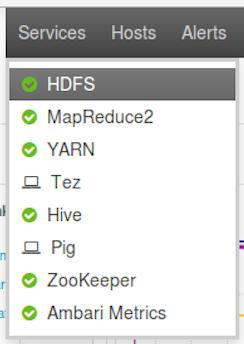 Services Hosts Alerts
HDFS
MapReduce2
YARN
Tez
Hive
Pig
ZooKeeper
Ambari Metrics